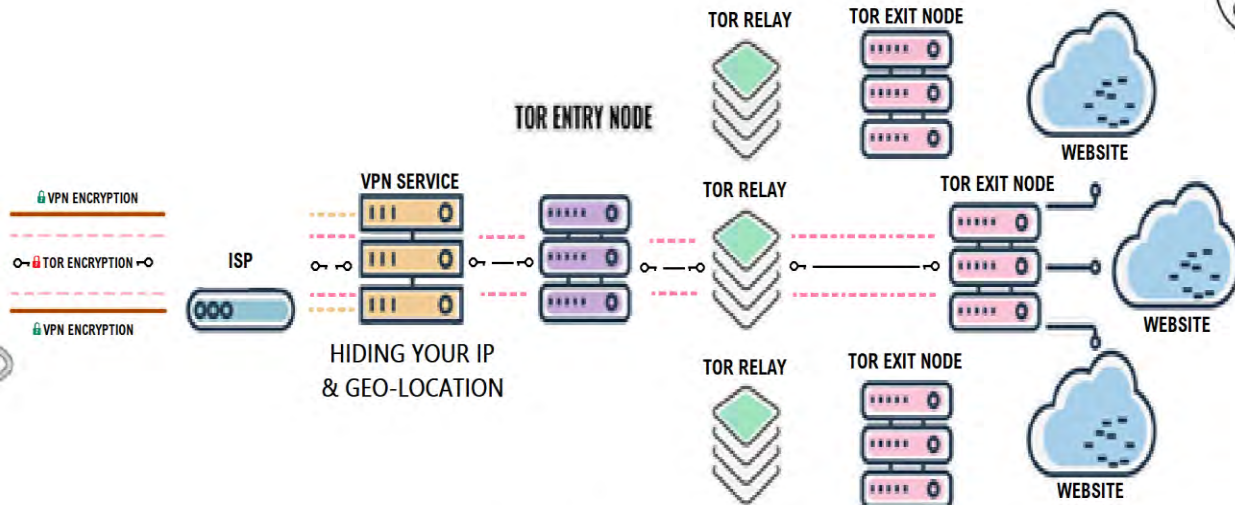 TOR RELAY
TOR EXIT NODE
WEBSITE
TOR ENTRY NODE
VPN ENCRYPTION
TOR ENCRYPTION
VPN ENCRYPTION
ISP
VPN SERVICE
HIDING YOUR IP
& GEO-LOCATION
TOR RELAY
TOR EXIT NODE
WEBSITE
TOR RELAY
TOR EXIT NODE
WEBSITE